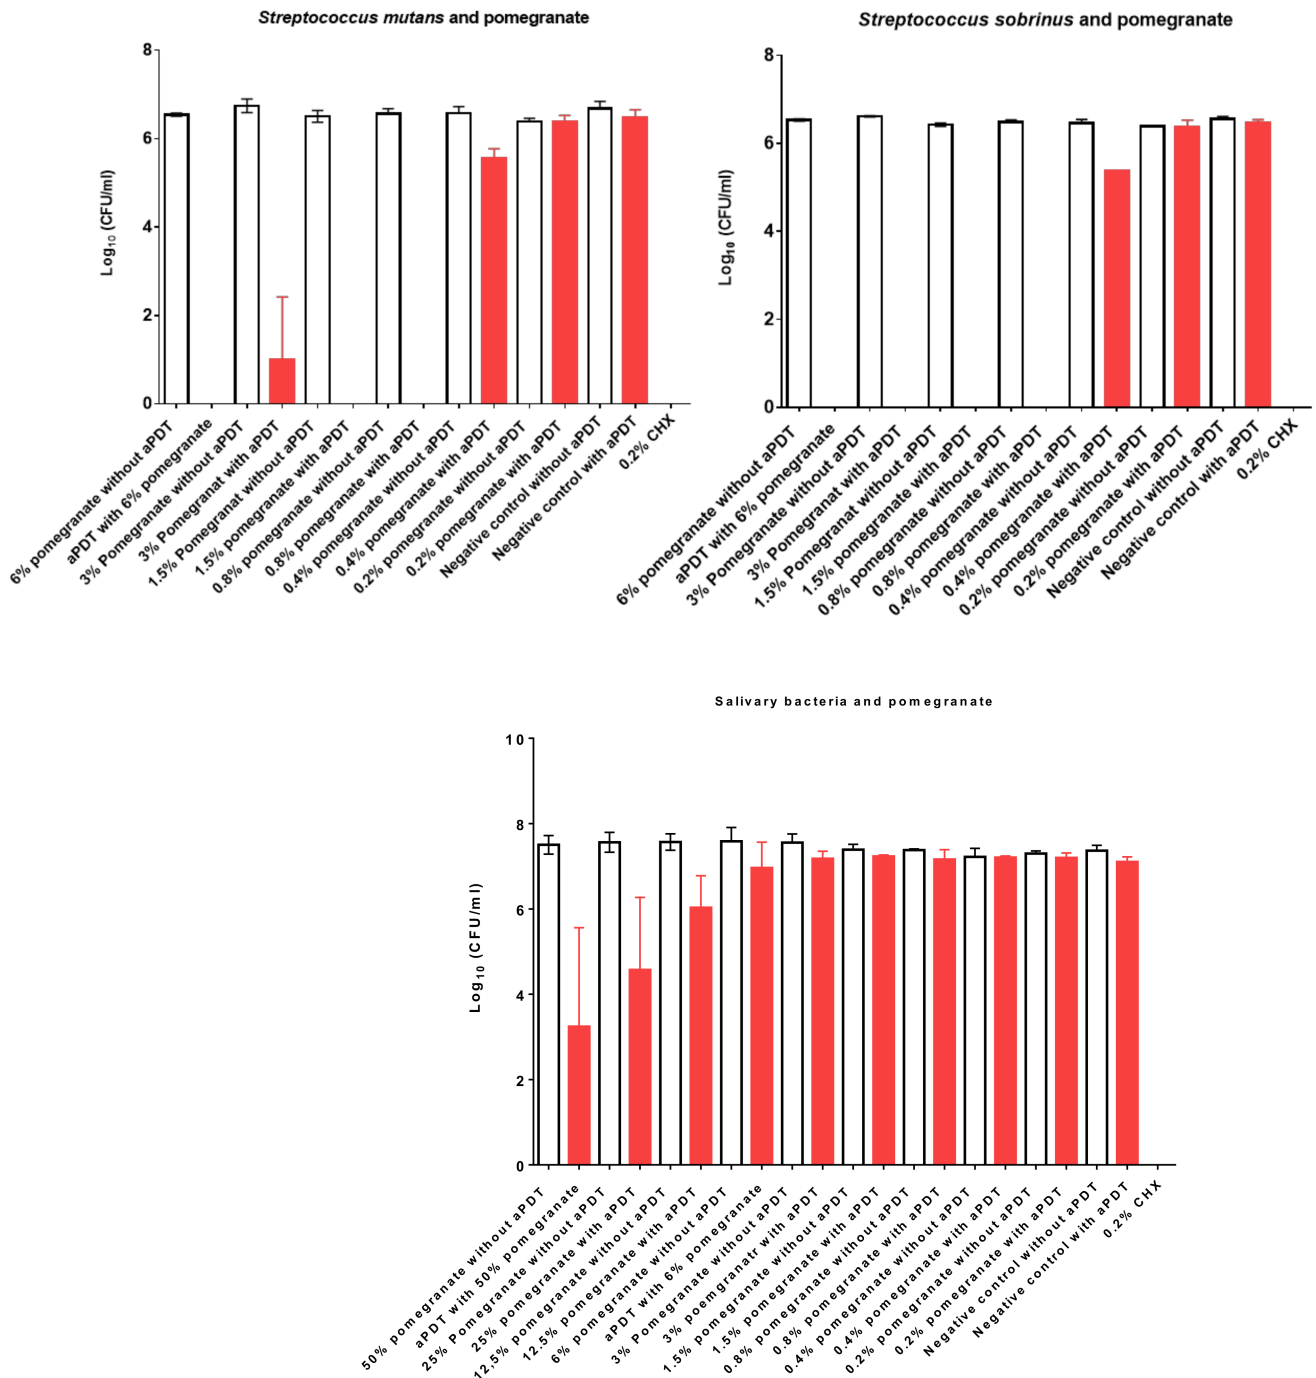 Streptococcus mutans and pomegranate
8
6
4
2
0
Log10 (CFU/ml)
6% pomegranate without aPDT
aPDT with 6% pomegranate
3% Pomegranate without aPDT
3% Pomegranat with aPDT
1.5% Pomegranat without aPDT
1.5% Pomegranate with aPDT
0.8% pomegranate without aPDT
0.8% pomegranate with aPDT
0.4% pomegranate without aPDT
0.4% pomegranate with aPDT
0.2% pomegranate without aPDT
0.2% pomegranate with aPDT
Negative control without aPDT
Negative control with aPDT
0.2% CHX
Streptococcus sobrinus and pomegranate
8
6
4
2
0
Log10 (CFU/ml)
6% pomegranate without aPDT
aPDT with 6% pomegranate
3% Pomegranate without aPDT
3% Pomegranat with aPDT
1.5% Pomegranat without aPDT
1.5% pomegranate with aPDT
0.8% pomegranate without aPDT
0.8% pomegranate with aPDT
0.4% pomegranate without aPDT
0.4% pomegranate with aPDT
0.2% pomegranate without aPDT
0.2% pomegranate with aPDT
Negative control without aPDT
Negative control with aPDT
0.2% CHX
Salivary bacteria and pomegranate
10
8
6
4
2
0
Log10 (CFU/ml)
50% pomegranate without aPDT
aPDT with 50% pomegranate
25% Pomegranate without aPDT
25% pomegranate with aPDT
12,5% pomegranate without aPDT
12.5% pomegranate with aPDT
6% pomegranate without aPDT
aPDT with 6% pomegranate
3% Pomegranate without aPDT
3% poemgranatr with aPDT
1.5% pomegranate without aPDT
1.5% pomegranate with aPDT
0.8% pomegranate without aPDT
0.8% pomegranate with aPDT
0.4% pomegranate without aPDT
0.4% pomegranate with aPDT
0.2% pomegranate without aPDT
0.2% pomegranate with aPDT
Negative control without aPDT
Negative control with aPDT
0.2% CHX